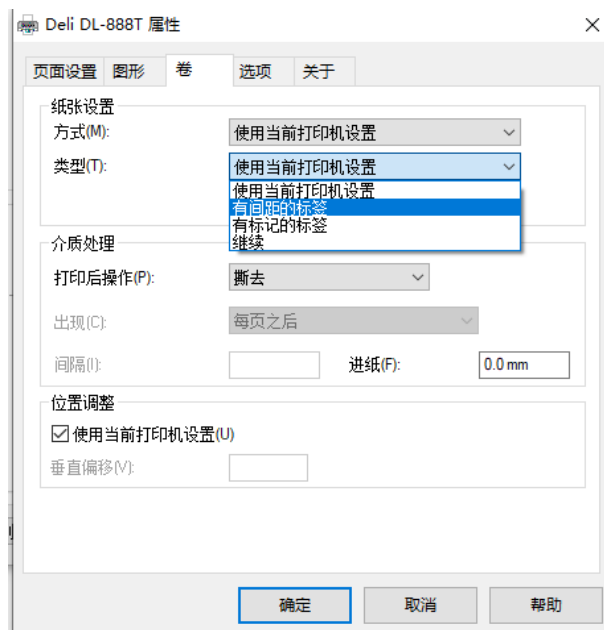 Deli DL-888T 属性
页面设置 图形 卷 选项 关于
纸张设置
方式(M): 使用当前打印机设置
类型(T): 使用当前打印机设置
使用当前打印机设置
有间距的标签
有标记的标签
继续
介质处理
打印后操作(P): 撕去
出现(C): 每页之后
间隔(I): 进纸(F): 0.0 mm
位置调整
使用当前打印机设置(U)
垂直偏移(V):
确定 取消 帮助